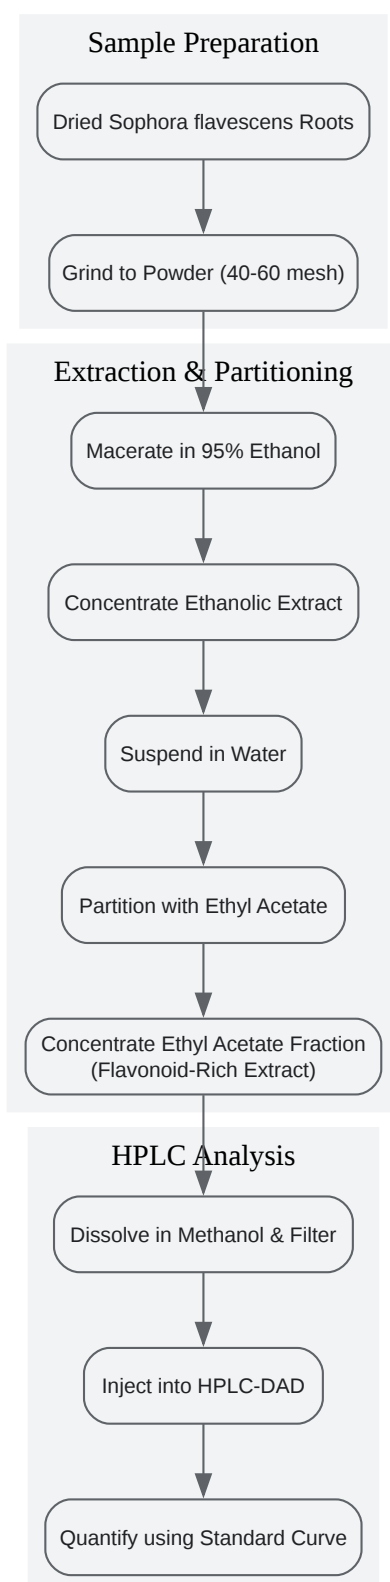 Sample Preparation
Dried Sophora flavescens Roots
Grind to Powder (40-60 mesh)
Extraction & Partitioning
Macerate in 95% Ethanol
Concentrate Ethanolic Extract
Suspend in Water
Partition with Ethyl Acetate
Concentrate Ethyl Acetate Fraction
(Flavonoid-Rich Extract)
HPLC Analysis
Dissolve in Methanol & Filter
Inject into HPLC-DAD
Quantify using Standard Curve